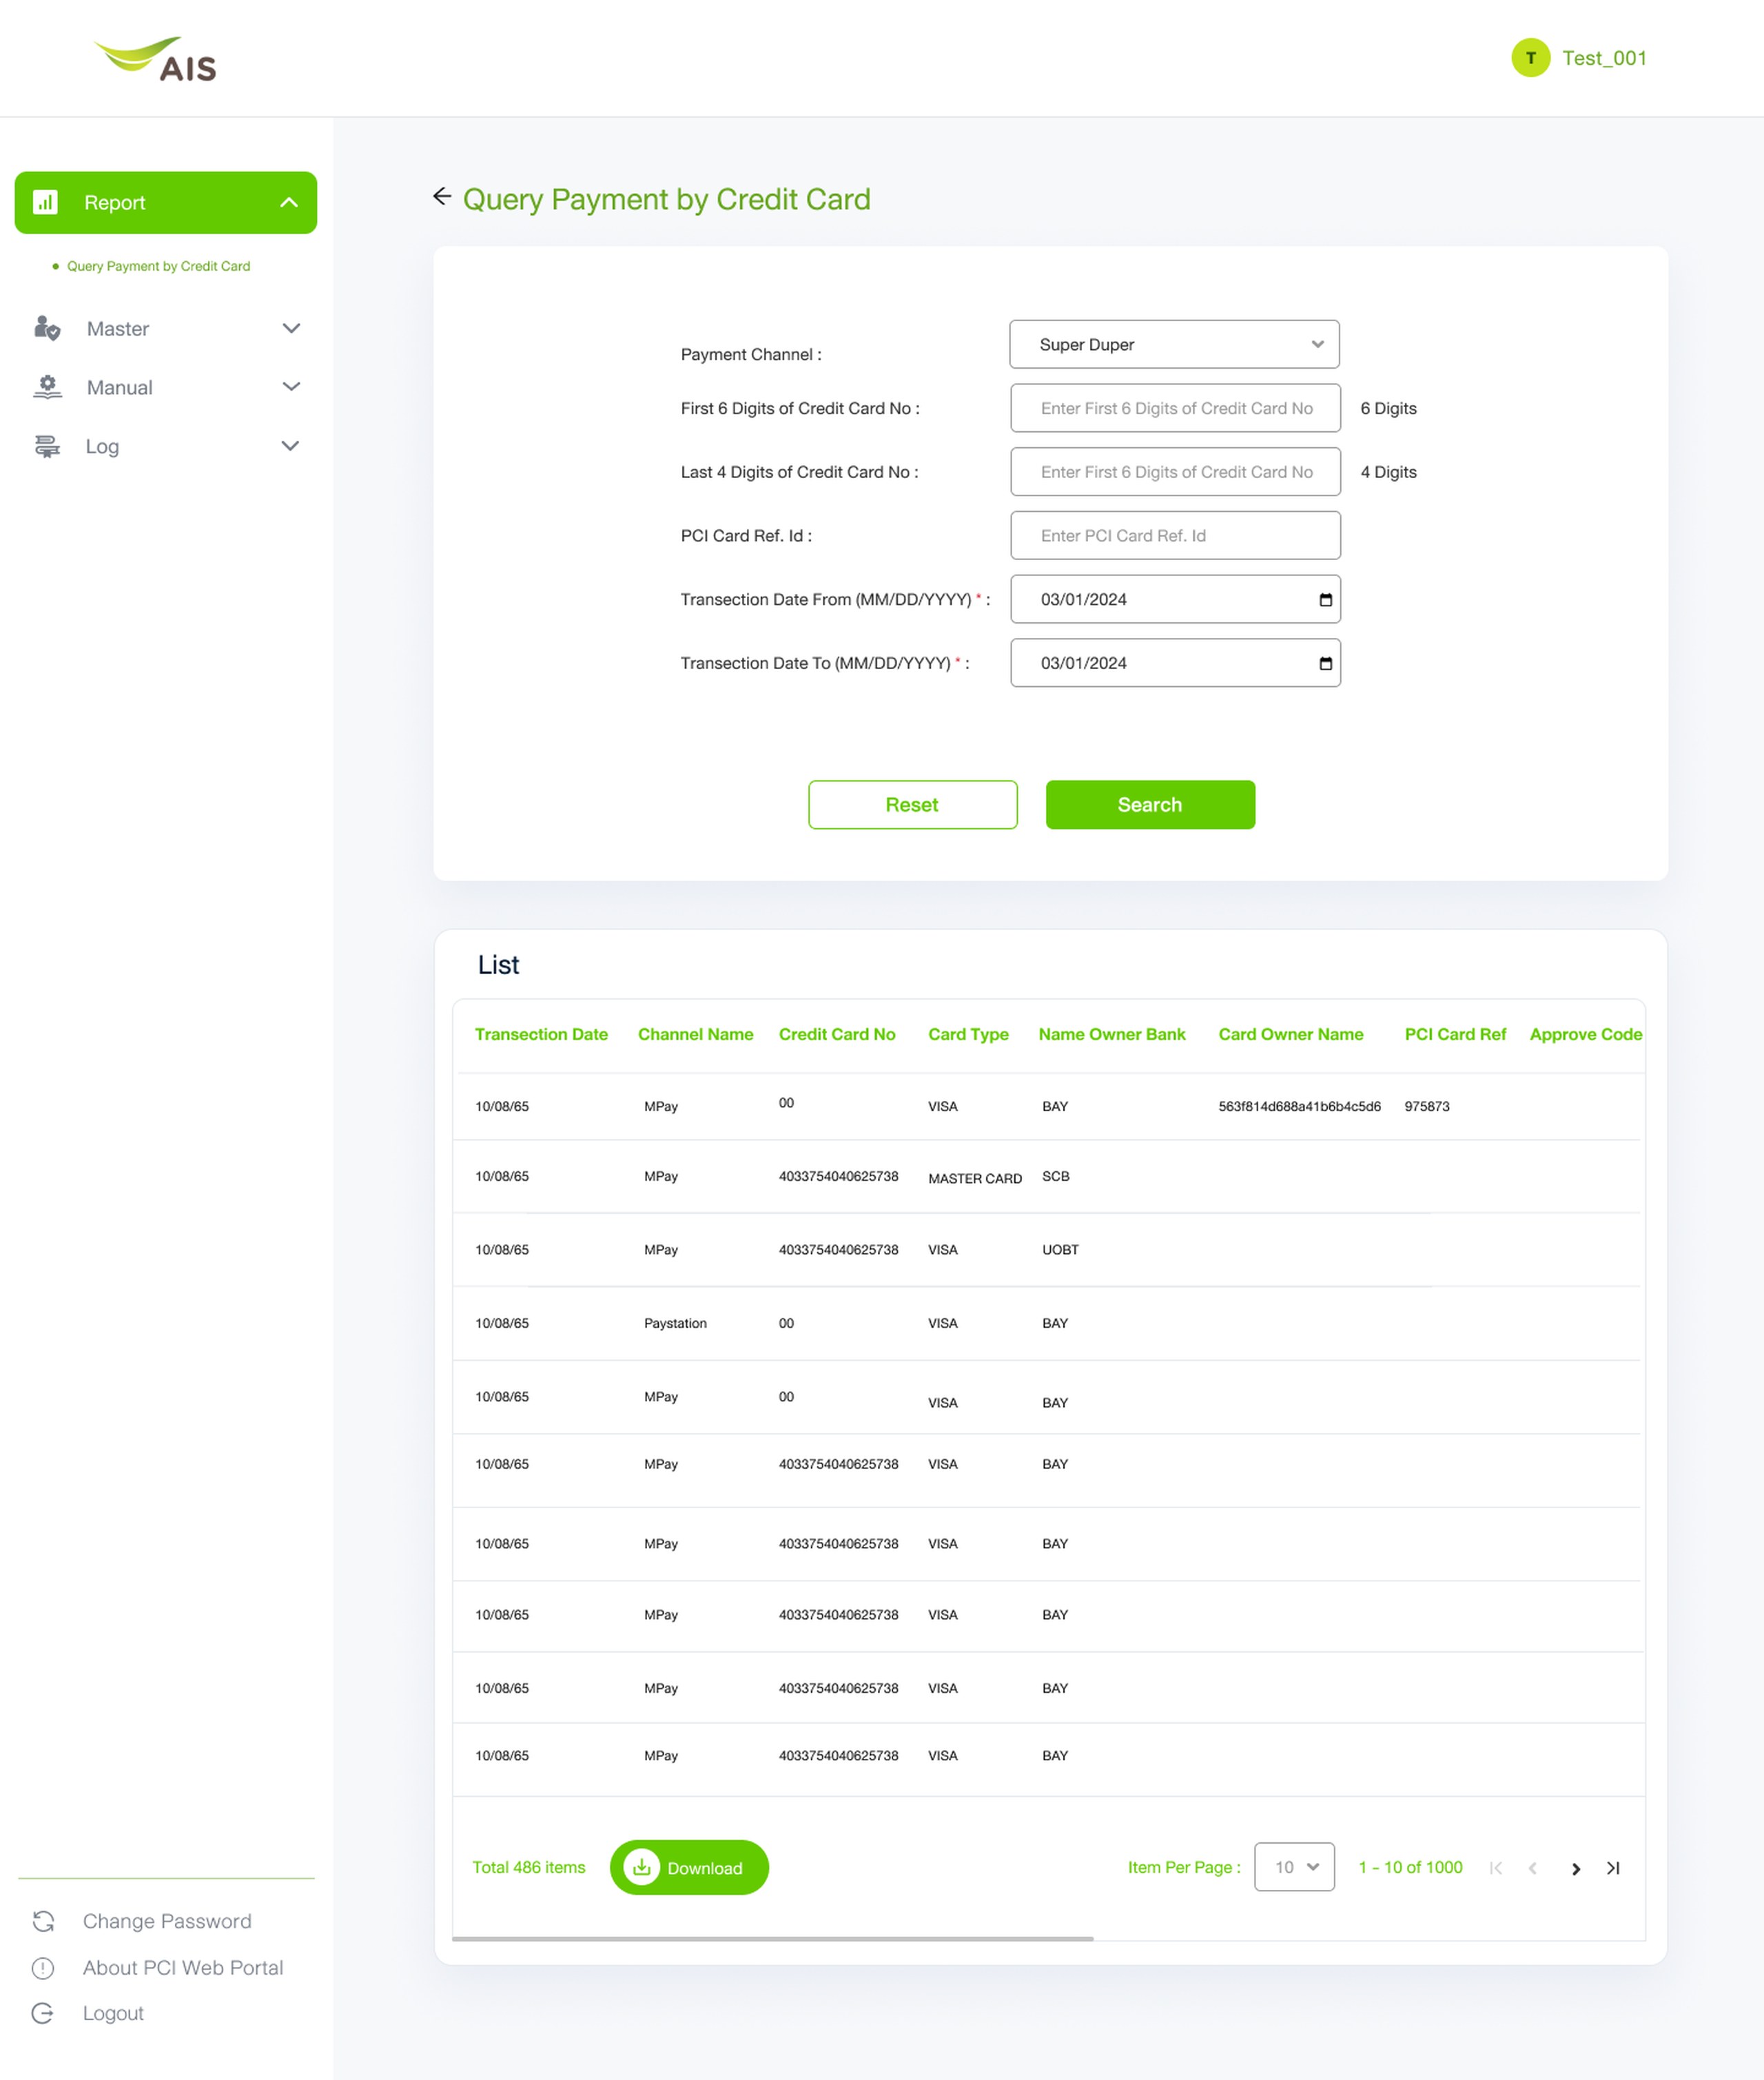 AIS
T Test_001
Report
Query Payment by Credit Card
Master
Manual
Log
Query Payment by Credit Card
Payment Channel : Super Duper
First 6 Digits of Credit Card No : Enter First 6 Digits of Credit Card No 6 Digits
Last 4 Digits of Credit Card No : Enter First 6 Digits of Credit Card No 4 Digits
PCI Card Ref. Id : Enter PCI Card Ref. Id
Transection Date From (MM/DD/YYYY) * : 03/01/2024
Transection Date To (MM/DD/YYYY) * : 03/01/2024
Reset Search
List
Transection Date Channel Name Credit Card No Card Type Name Owner Bank Card Owner Name PCI Card Ref Approve Code
10/08/65 MPay 00 VISA BAY 563f814d688a41b6b4c5d6 975873
10/08/65 MPay 4033754040625738 MASTER CARD SCB
10/08/65 MPay 4033754040625738 VISA UOBT
10/08/65 Paystation 00 VISA BAY
10/08/65 MPay 00 VISA BAY
10/08/65 MPay 4033754040625738 VISA BAY
10/08/65 MPay 4033754040625738 VISA BAY
10/08/65 MPay 4033754040625738 VISA BAY
10/08/65 MPay 4033754040625738 VISA BAY
10/08/65 MPay 4033754040625738 VISA BAY
Total 486 items Download Item Per Page : 10 1 - 10 of 1000
Change Password
About PCI Web Portal
Logout